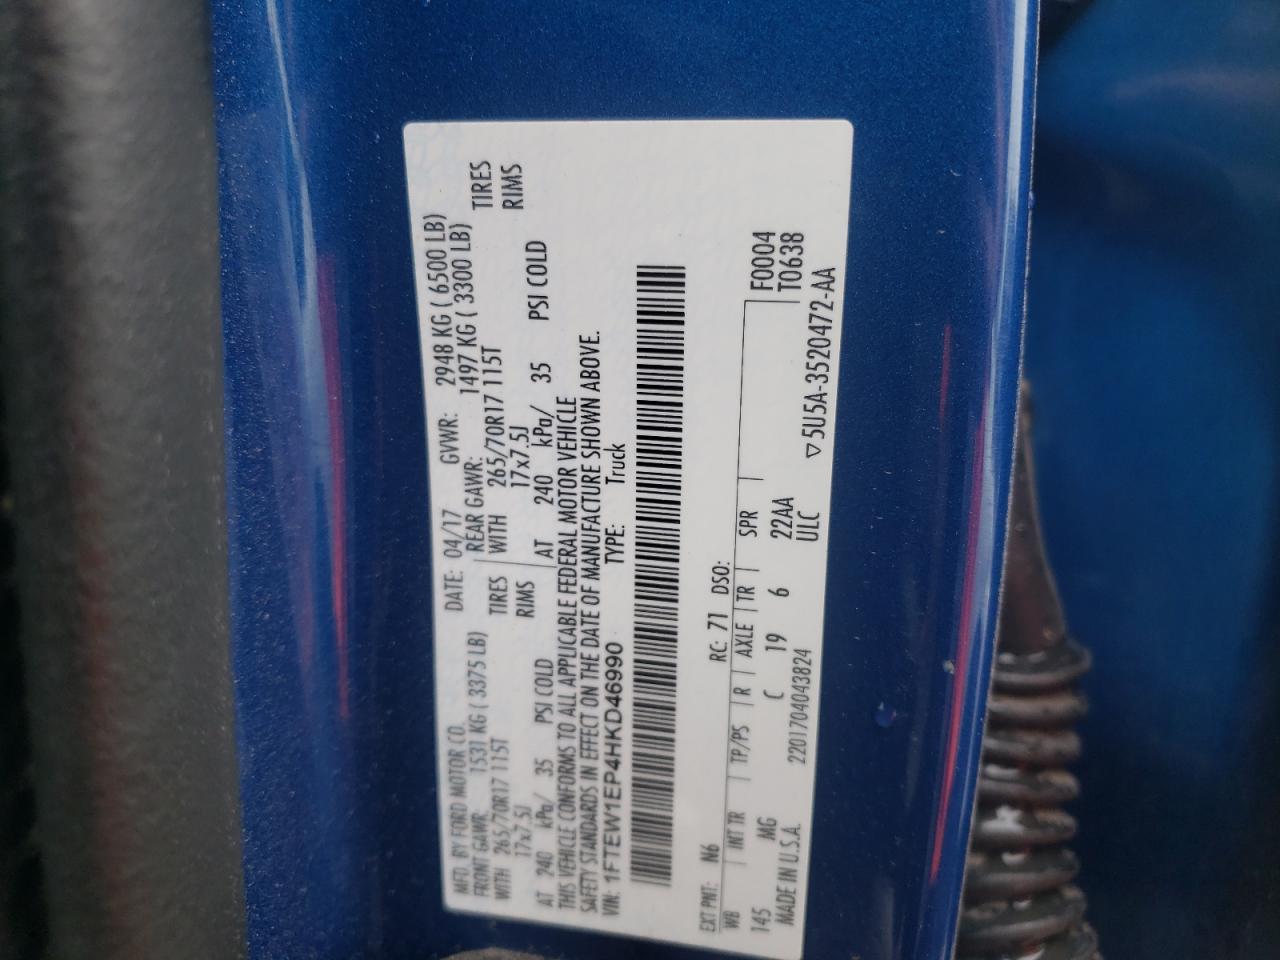 MFD. BY FORD MOTOR CO. DATE: 04/17 GVWR: 2948 KG ( 6500 LB)
FRONT GAWR: 1531 KG ( 3375 LB) REAR GAWR: 1497 KG ( 3300 LB)
WITH 265/70R17 115T TIRES WITH 265/70R17 115T TIRES
17x7.5J RIMS 17x7.5J RIMS
AT 240 kPa/ 35 PSI COLD AT 240 kPa/ 35 PSI COLD
THIS VEHICLE CONFORMS TO ALL APPLICABLE FEDERAL MOTOR VEHICLE
SAFETY STANDARDS IN EFFECT ON THE DATE OF MANUFACTURE SHOWN ABOVE.
VIN: 1FTEW1EP4HKD46990 TYPE: Truck
EXT PNT: N6 RC: 71 DSO:
WB INT TR TP/PS R AXLE TR SPR F0004
145 MG C 19 6 22AA T0638
MADE IN U.S.A. 2201704043824 ULC ▽5U5A-3520472-AA